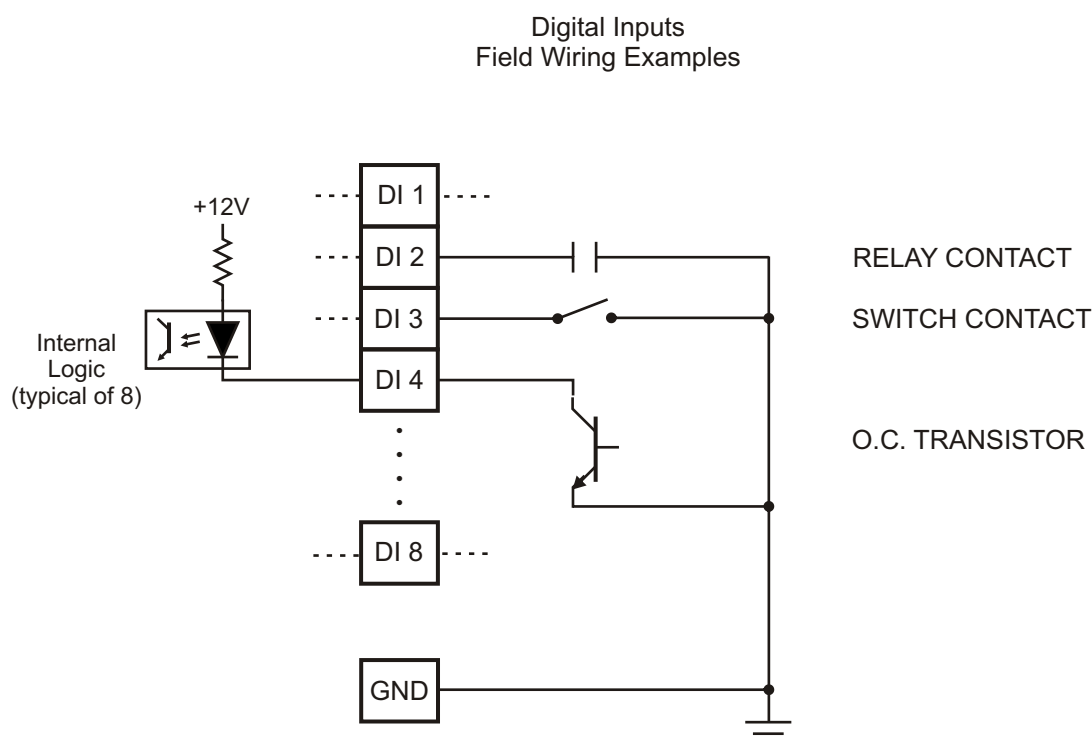 Digital Inputs
Field Wiring Examples
DI 1
+12V
DI 2
RELAY CONTACT
DI 3
SWITCH CONTACT
Internal
Logic
(typical of 8)
DI 4
O.C. TRANSISTOR
DI 8
GND